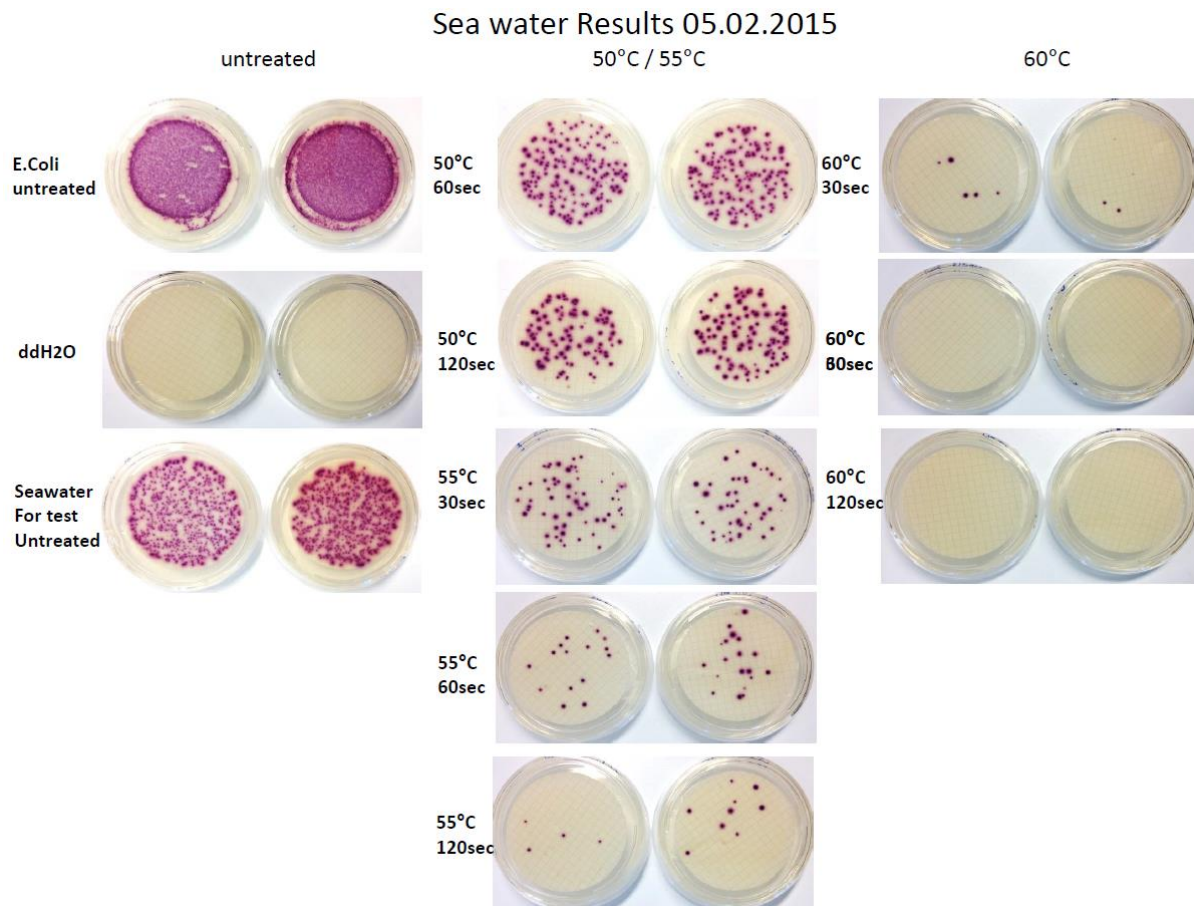 Sea water Results 05.02.2015
untreated
50°C / 55°C
60°C
E.Coli
untreated
50°C
60sec
60°C
30sec
ddH2O
50°C
120sec
60°C
60sec
Seawater
For test
Untreated
55°C
30sec
60°C
120sec
55°C
60sec
55°C
120sec